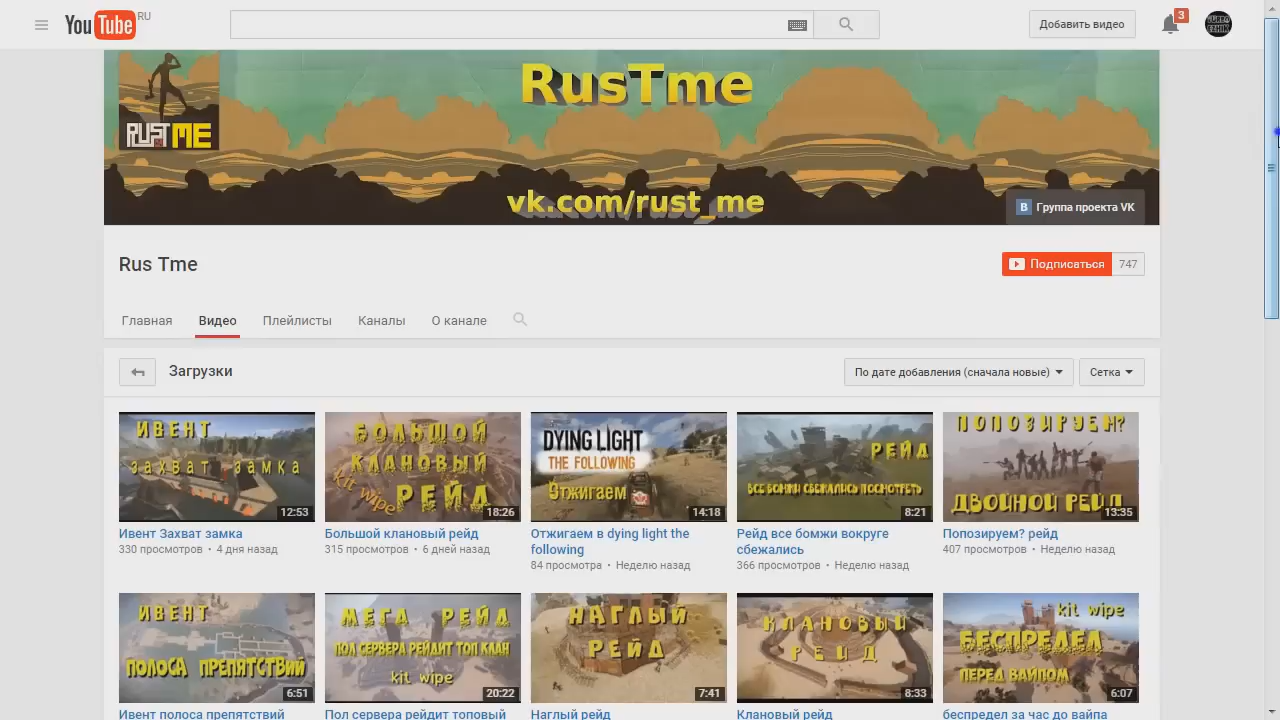 YouTube RU
Добавить видео
3
RusTme
RUST ME
vk.com/rust_me
В Группа проекта VK
Rus Tme
Подписаться 747
Главная Видео Плейлисты Каналы О канале
Загрузки
По дате добавления (сначала новые)
Сетка
ИВЕНТ
ЗАХВАТ ЗАМКА
12:53
БОЛЬШОЙ
КЛАНОВЫЙ
РЕЙД
kit wipe
18:26
DYING LIGHT
THE FOLLOWING
Отжигаем
14:18
РЕЙД
ВСЕ БОМЖИ СБЕЖАЛИСЬ ПОСМОТРЕТЬ
8:21
ПОПОЗИРУЕМ?
ДВОЙНОЙ РЕЙД
13:35
Ивент Захват замка
330 просмотров • 4 дня назад
Большой клановый рейд
315 просмотров • 6 дней назад
Отжигаем в dying light the
following
84 просмотра • Неделю назад
Рейд все бомжи вокруге
сбежались
366 просмотров • Неделю назад
Попозируем? рейд
407 просмотров • Неделю назад
ИВЕНТ
ПОЛОСА ПРЕПЯТСТВИЙ
6:51
МЕГА РЕЙД
ПОЛ СЕРВЕРА РЕЙДИТ ТОП КЛАН
kit wipe
20:22
НАГЛЫЙ
РЕЙД
7:41
КЛАНОВЫЙ
РЕЙД
8:33
kit wipe
БЕСПРЕДЕЛ
ПЕРЕД ВАЙПОМ
6:07
Ивент полоса препятствий
Пол сервера рейдит топовый
Наглый рейд
Клановый рейд
беспредел за час до вайпа